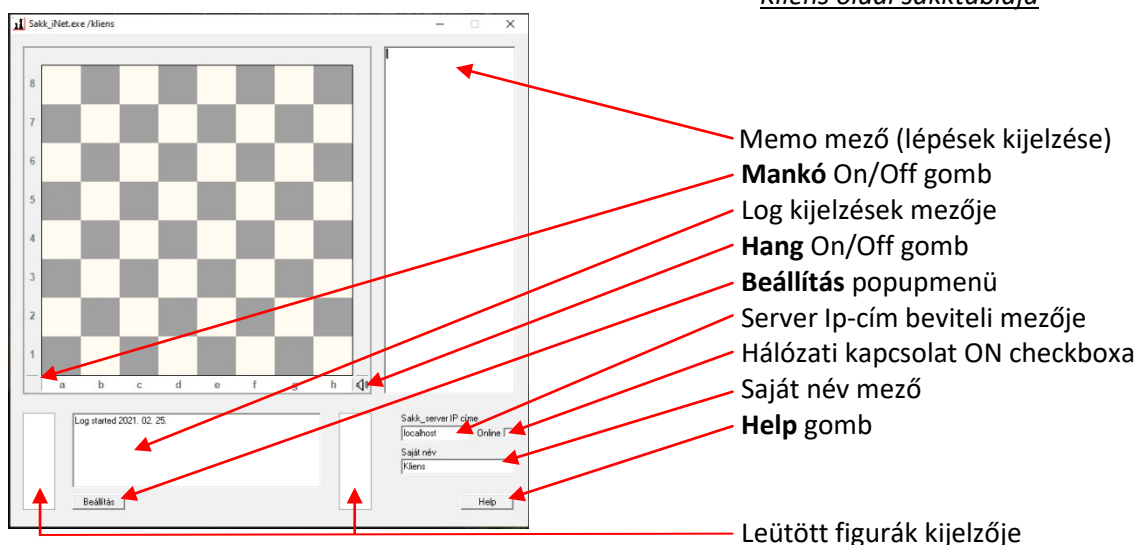 Kliens oldal sakktáblája
Sakk_iNet.exe /kliens
8
7
6
5
4
3
2
1
a b c d e f g h
Log started 2021. 02. 25.
Beállítás
Sakk_server IP címe
localhost
Online
Saját név
Kliens
Help
Memo mező (lépések kijelzése)
Mankó On/Off gomb
Log kijelzések mezője
Hang On/Off gomb
Beállítás popupmenü
Server Ip-cím beviteli mezője
Hálózati kapcsolat ON checkboxa
Saját név mező
Help gomb
Leütött figurák kijelzője